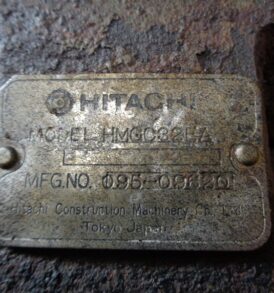 HITACHI
MODEL HMGC32FA
MFG.NO.
Hitachi Construction Machinery Co. Ltd.
Tokyo Japan